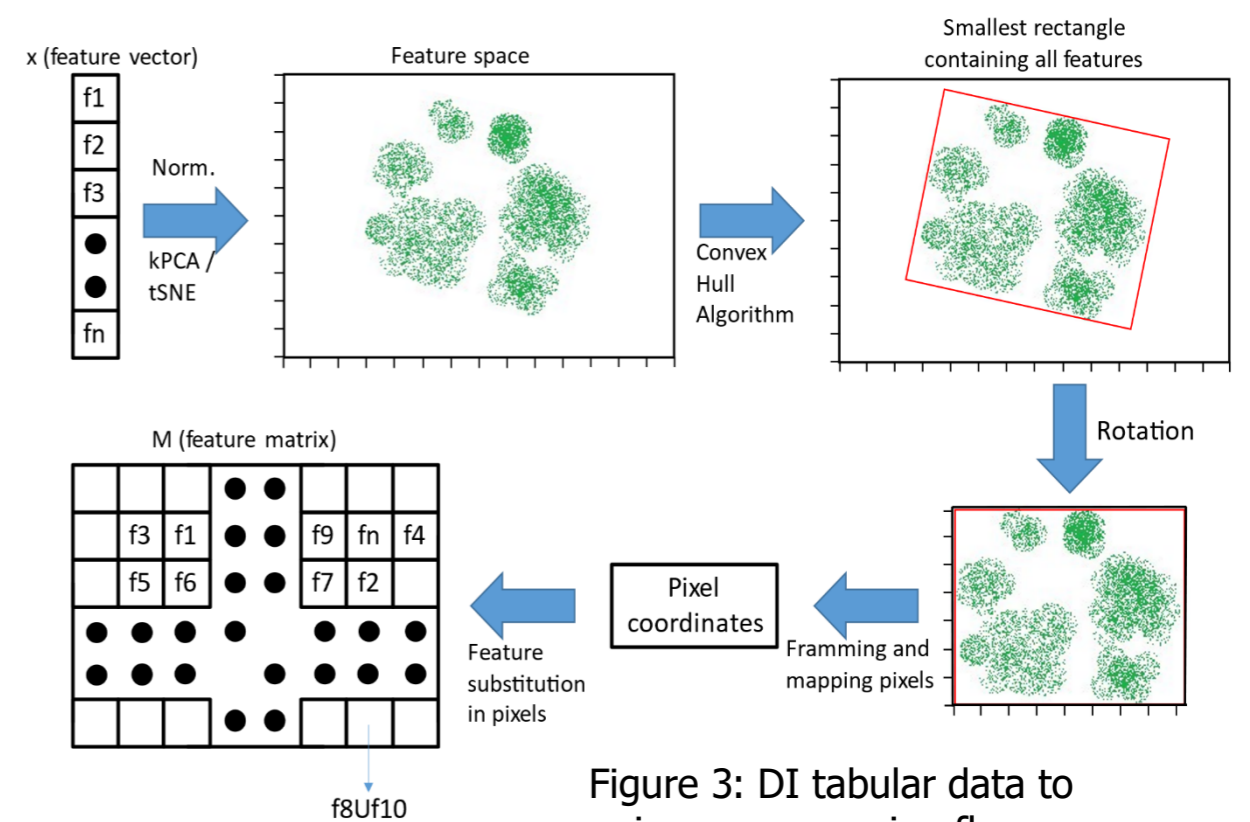 x (feature vector)
f1
f2
f3
fn
Norm.
kPCA /
tSNE
Feature space
Convex
Hull
Algorithm
Smallest rectangle
containing all features
Rotation
Framming and
mapping pixels
Pixel
coordinates
Feature
substitution
in pixels
M (feature matrix)
f3 f1 f9 fn f4
f5 f6 f7 f2
f8Uf10
Figure 3: DI tabular data to